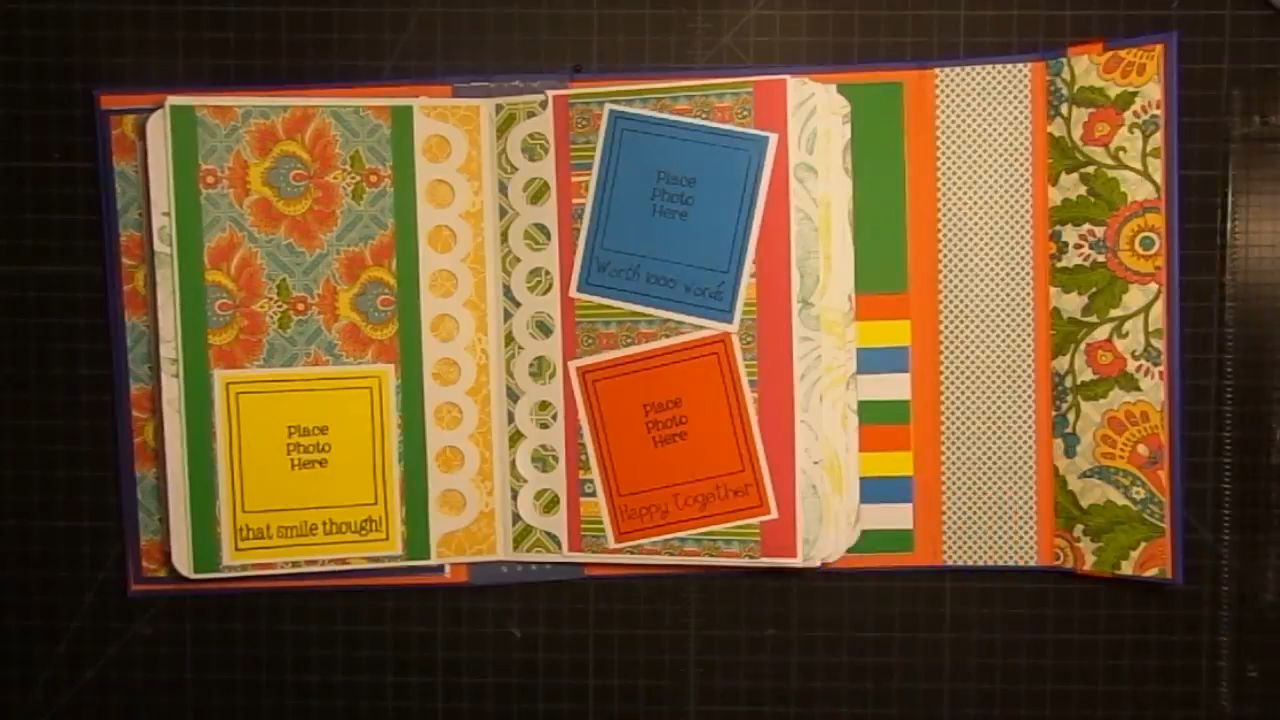 Place
Photo
Here
that smile though!
Place
Photo
Here
Worth 1000 words
Place
Photo
Here
Happy Together